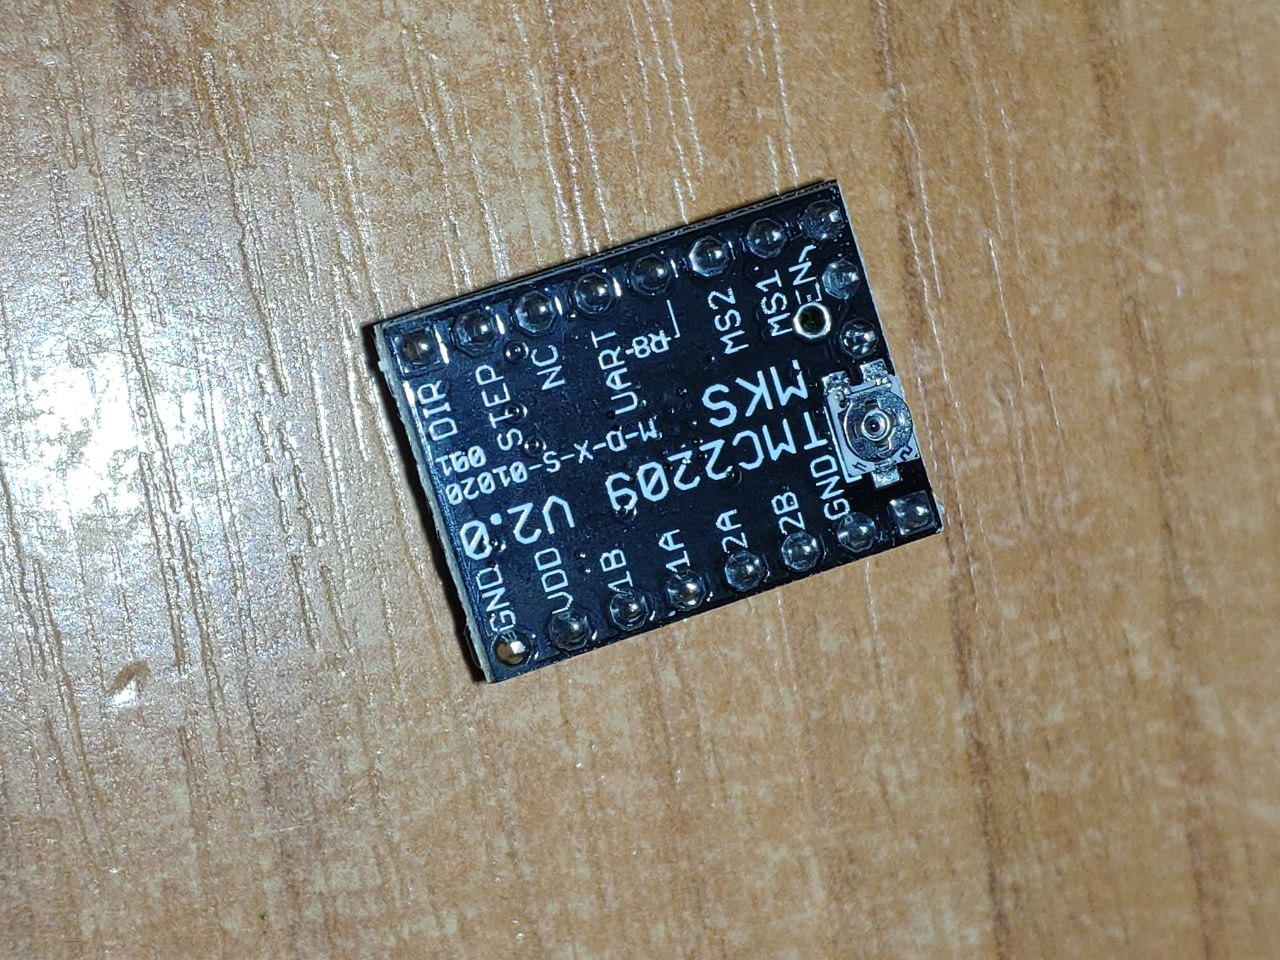 MKS
TMC2209
V2.0
M-D-X-S-01020
091
DIR
STEP
NC
UART
R8
MS2
MS1
EN
GND
VDD
1B
1A
2A
2B
GND